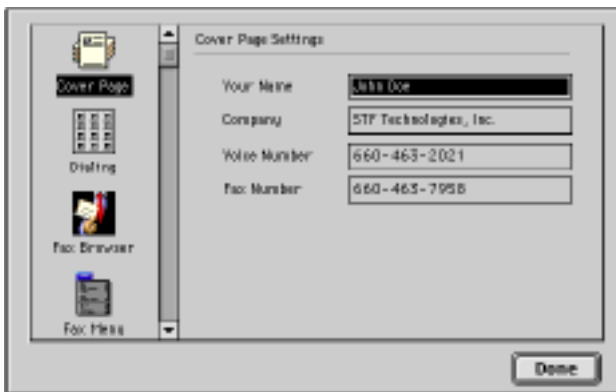 Cover Page
Dialing
Fax Browser
Fax Menu
Cover Page Settings
Your Name John Doe
Company STF Technologies, Inc.
Voice Number 660-463-2021
Fax Number 660-463-7958
Done